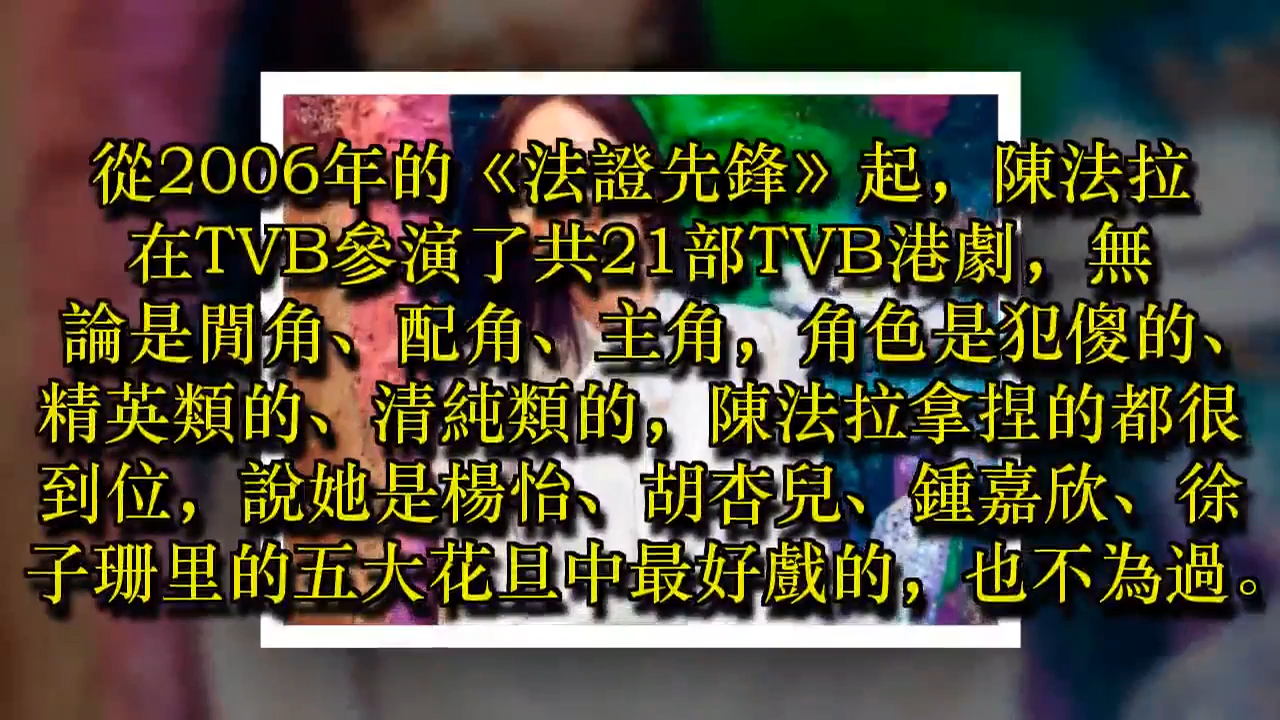 從2006年的《法證先鋒》起，陳法拉
在TVB參演了共21部TVB港劇，無
論是閒角、配角、主角，角色是犯傻的、
精英類的、清純類的，陳法拉拿捏的都很
到位，說她是楊怡、胡杏兒、鍾嘉欣、徐
子珊里的五大花旦中最好戲的，也不為過。